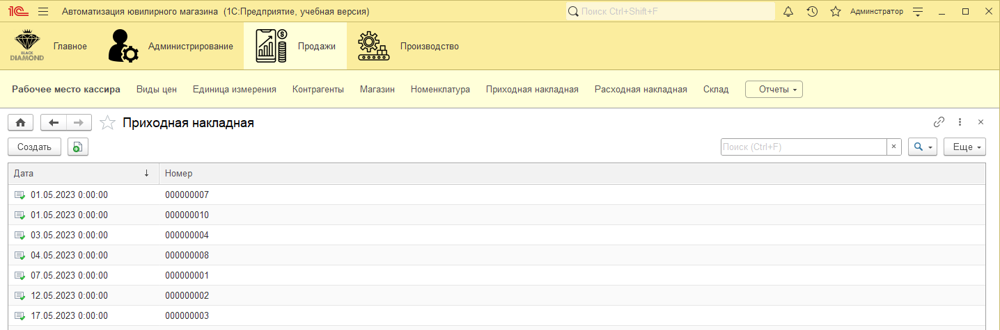 1С Автоматизация ювилирного магазина (1С:Предприятие, учебная версия) Поиск Ctrl+Shift+F Админстратор
BLACK DIAMOND Главное Администрирование Продажи Производство
Рабочее место кассира Виды цен Единица измерения Контрагенты Магазин Номенклатура Приходная накладная Расходная накладная Склад Отчеты
Приходная накладная
Создать Поиск (Ctrl+F) × Еще
Дата ↓ Номер
01.05.2023 0:00:00 000000007
01.05.2023 0:00:00 000000010
03.05.2023 0:00:00 000000004
04.05.2023 0:00:00 000000008
07.05.2023 0:00:00 000000001
12.05.2023 0:00:00 000000002
17.05.2023 0:00:00 000000003